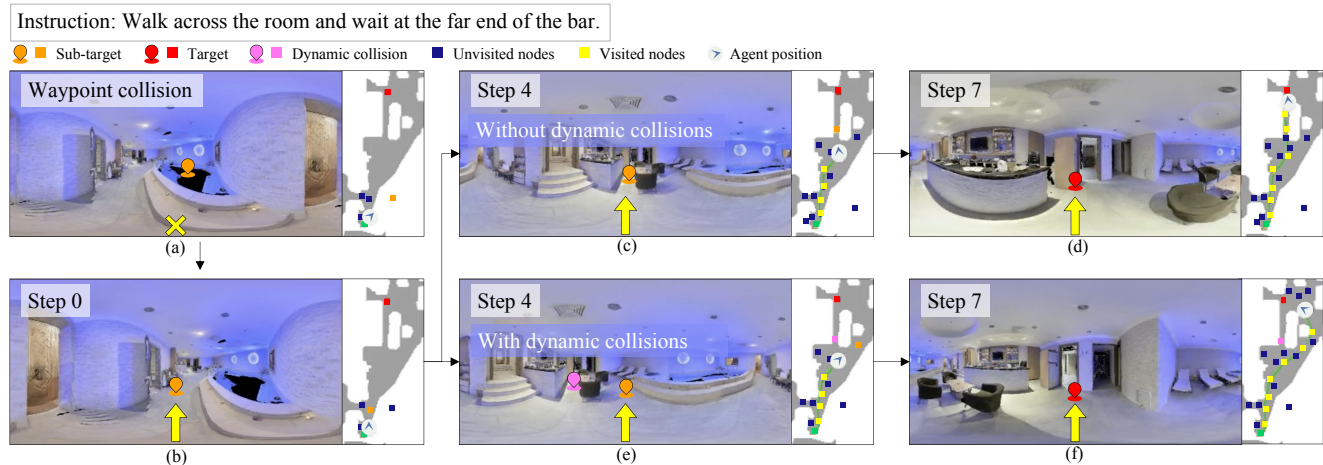 Instruction: Walk across the room and wait at the far end of the bar.
Sub-target Target Dynamic collision Unvisited nodes Visited nodes Agent position
Waypoint collision
(a)
Step 4
Without dynamic collisions
(c)
Step 7
(d)
Step 0
(b)
Step 4
With dynamic collisions
(e)
Step 7
(f)